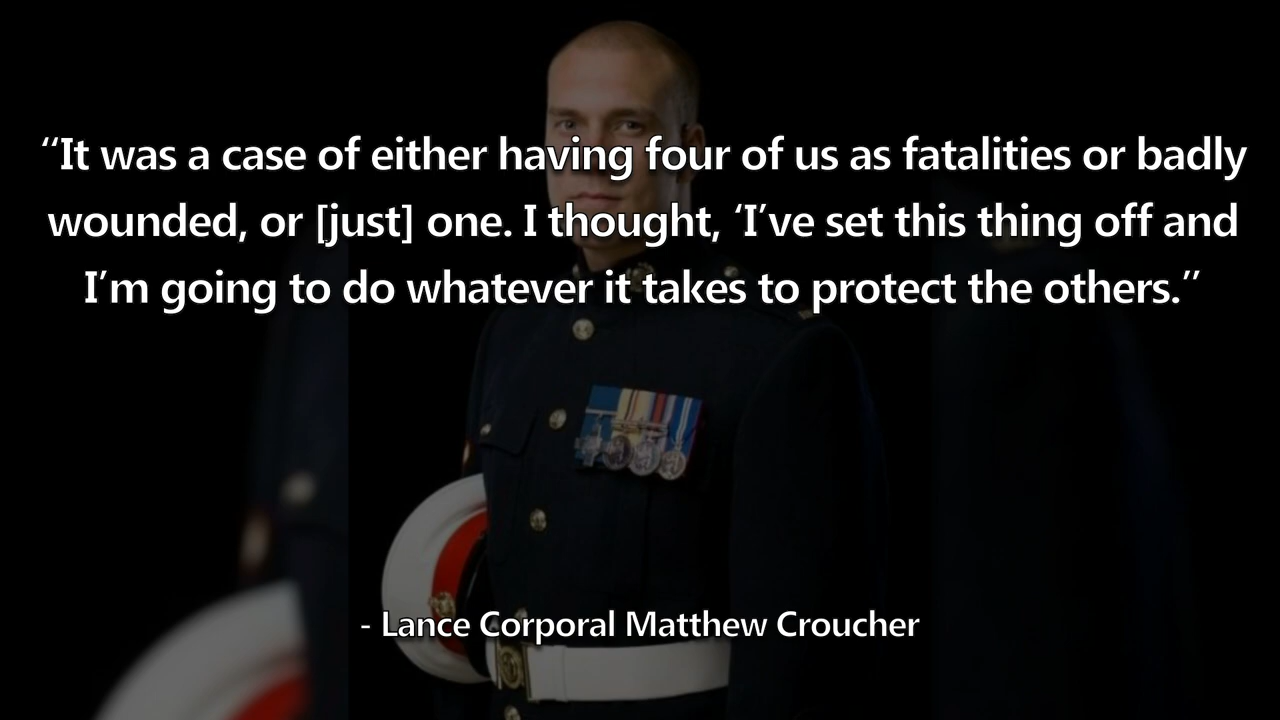 “It was a case of either having four of us as fatalities or badly
wounded, or [just] one. I thought, ‘I’ve set this thing off and
I’m going to do whatever it takes to protect the others.”
- Lance Corporal Matthew Croucher